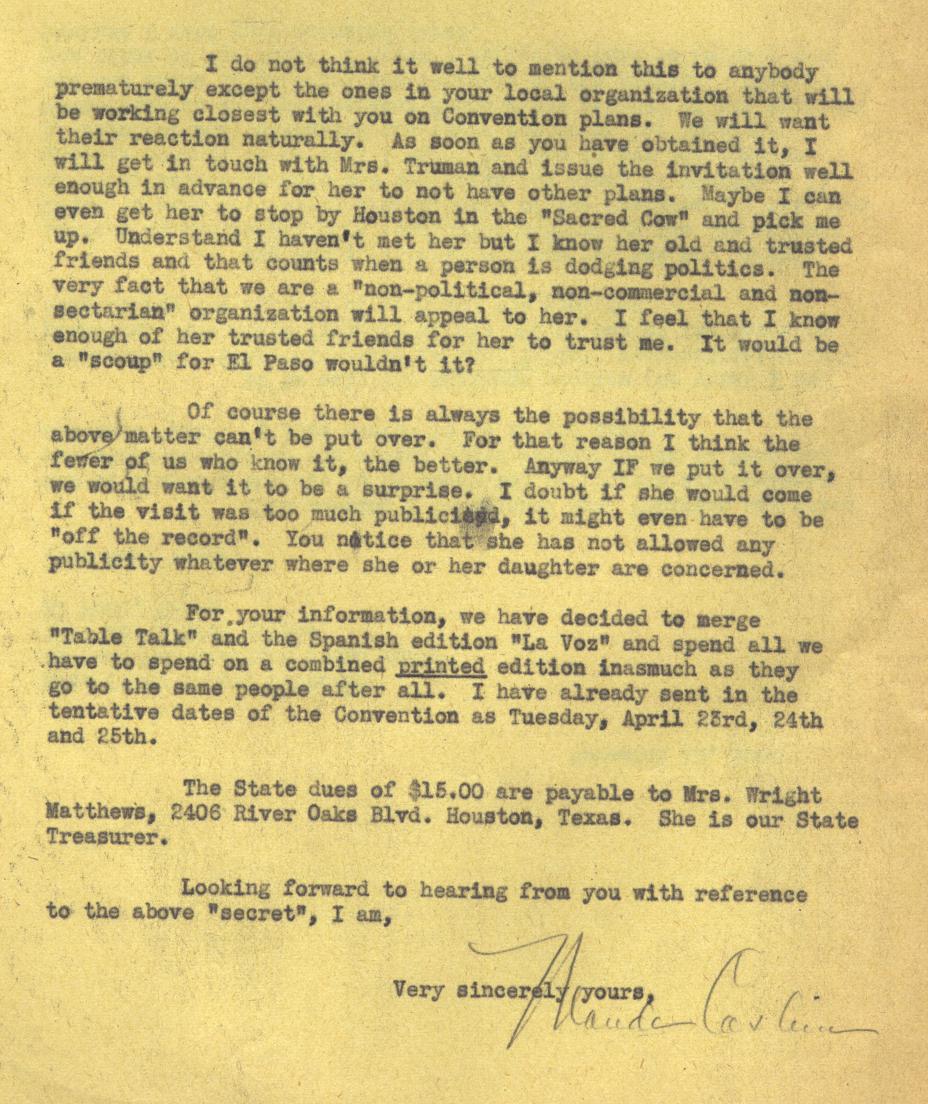 I do not think it well to mention this to anybody
prematurely except the ones in your local organization that will
be working closest with you on Convention plans. We will want
their reaction naturally. As soon as you have obtained it, I
will get in touch with Mrs. Truman and issue the invitation well
enough in advance for her to not have other plans. Maybe I can
even get her to stop by Houston in the "Sacred Cow" and pick me
up. Understand I haven't met her but I know her old and trusted
friends and that counts when a person is dodging politics. The
very fact that we are a "non-political, non-commercial and non-
sectarian" organization will appeal to her. I feel that I know
enough of her trusted friends for her to trust me. It would be
a "scoup" for El Paso wouldn't it?
Of course there is always the possibility that the
above matter can't be put over. For that reason I think the
fewer of us who know it, the better. Anyway IF we put it over,
we would want it to be a surprise. I doubt if she would come
if the visit was too much publicized, it might even have to be
"off the record". You notice that she has not allowed any
publicity whatever where she or her daughter are concerned.
For your information, we have decided to merge
"Table Talk" and the Spanish edition "La Voz" and spend all we
have to spend on a combined printed edition inasmuch as they
go to the same people after all. I have already sent in the
tentative dates of the Convention as Tuesday, April 23rd, 24th
and 25th.
The State dues of $15.00 are payable to Mrs. Wright
Matthews, 2406 River Oaks Blvd. Houston, Texas. She is our State
Treasurer.
Looking forward to hearing from you with reference
to the above "secret", I am,
Very sincerely yours,